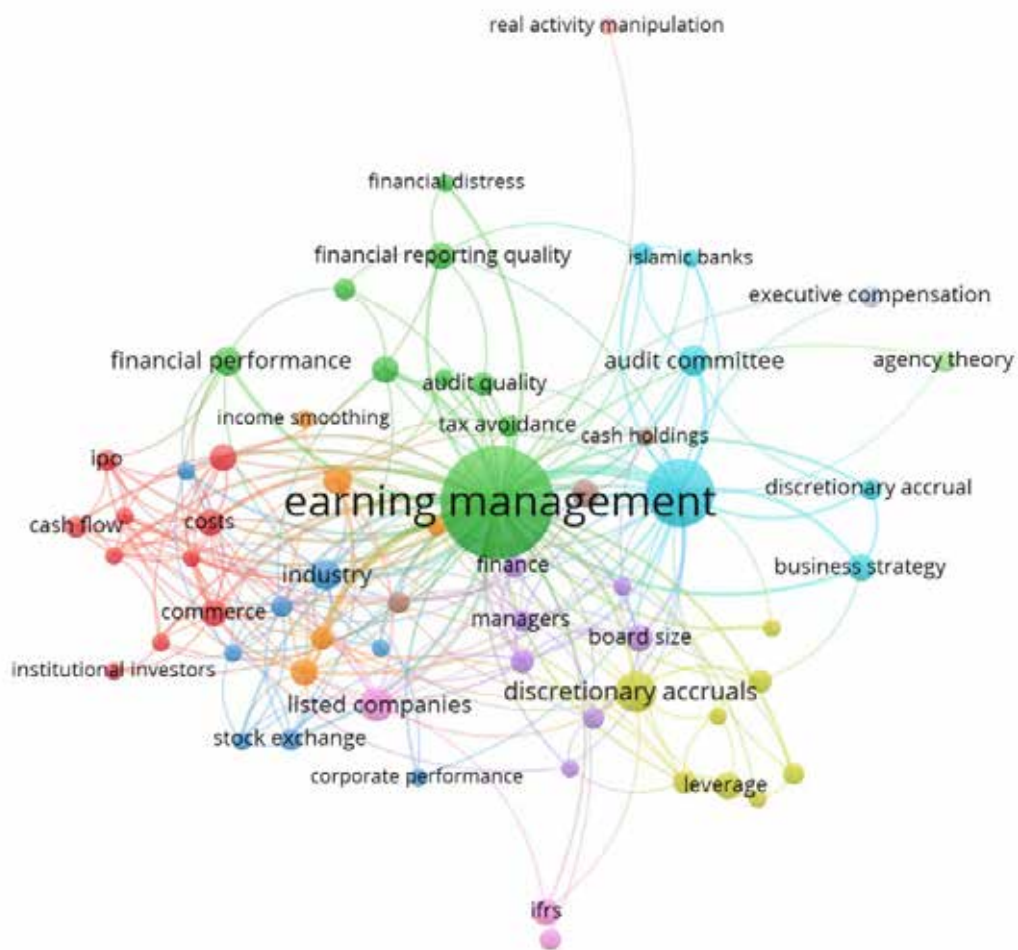 real activity manipulation
financial distress
financial reporting quality
islamic banks
executive compensation
financial performance
audit committee
agency theory
audit quality
income smoothing
tax avoidance
cash holdings
ipo
earning management
discretionary accrual
cash flow
costs
industry
finance
business strategy
commerce
managers
board size
institutional investors
listed companies
discretionary accruals
stock exchange
corporate performance
leverage
ifrs